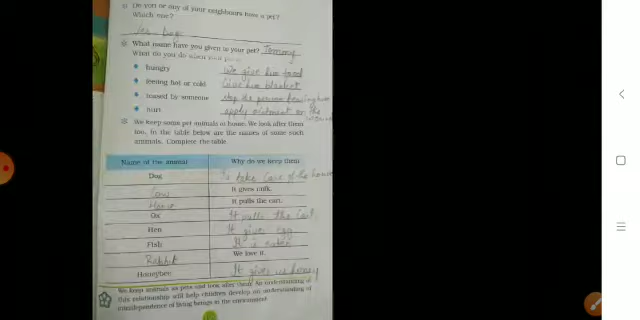 Do you or any of your neighbours have a pet?
Which one?
Dog
What name have you given to your pet? Tommy
What do you do when your pet is
hungry We give him food
feeling hot or cold Give him blanket
teased by someone stop the person
hurt apply ointment on the
We keep some pet animals at home. We look after them
too. In the table below are the names of some such
animals. Complete the table.
Name of the animal Why do we keep them
Dog To take care of the house
Cow It gives milk.
Horse It pulls the cart.
Ox It pulls the cart
Hen It give egg
Fish It is
Rabbit We love it.
Honeybee It gives us honey
We keep animals as pets and look after them. An understanding of
this relationship will help children develop an understanding of
interdependence of living beings in the environment